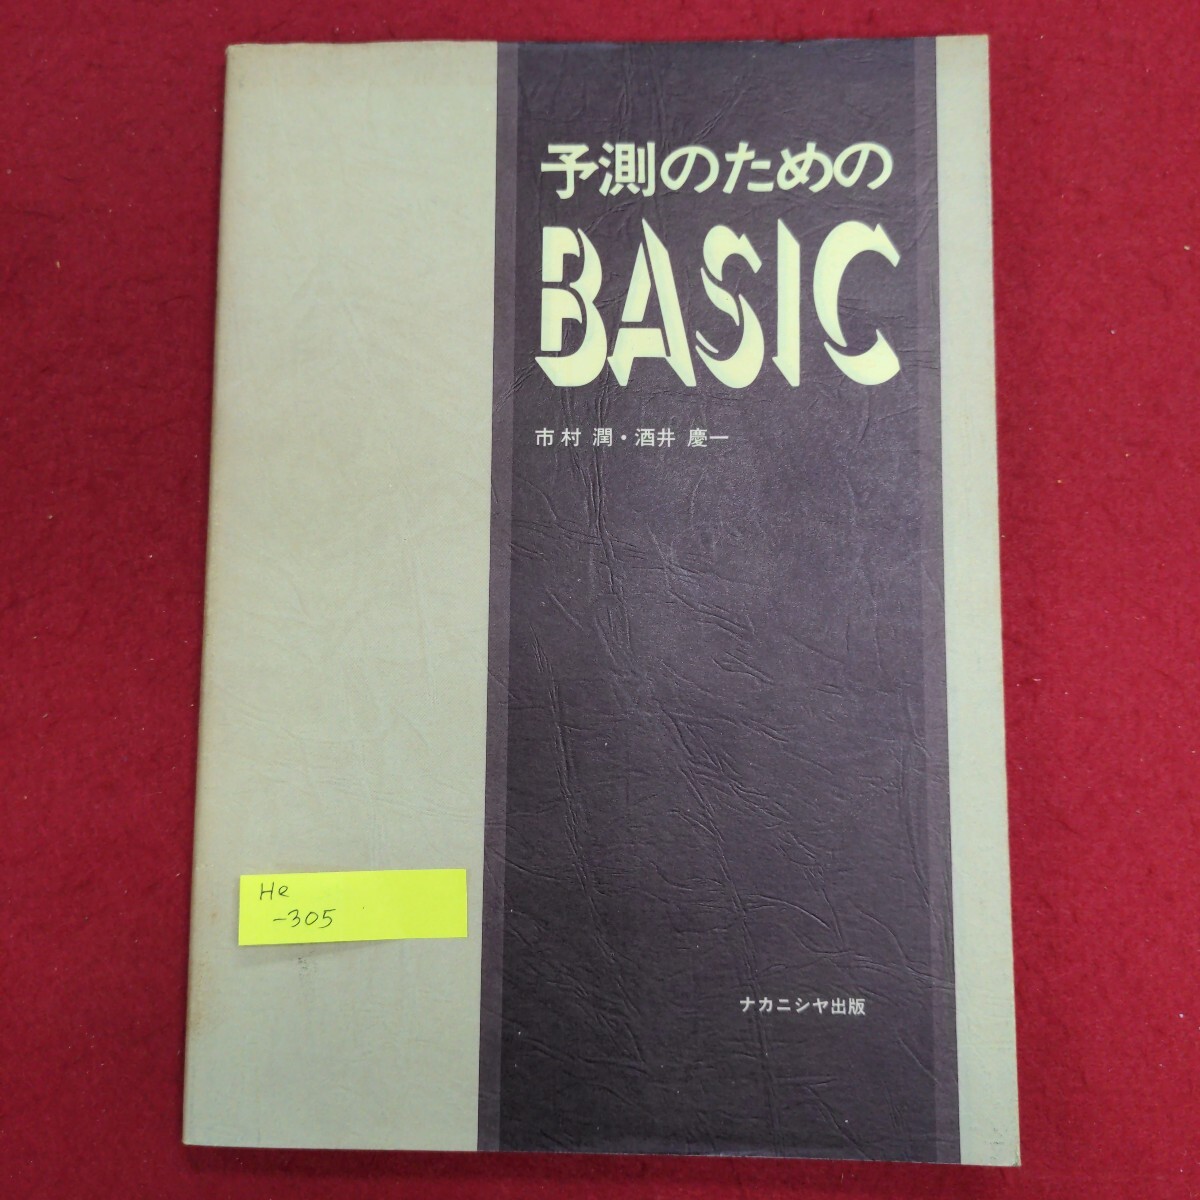 予測のための
BASIC
市村 潤・酒井 慶一
He
-305
ナカニシヤ出版